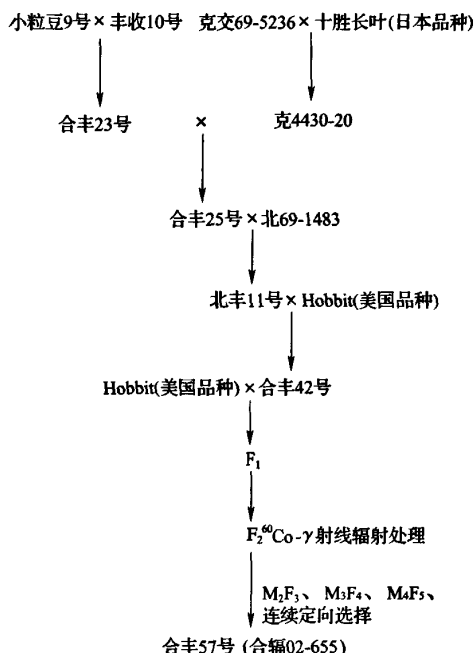 小粒豆9号×丰收10号 克交69-5236×十胜长叶(日本品种)
合丰23号 × 克4430-20
合丰25号×北69-1483
北丰11号×Hobbit(美国品种)
Hobbit(美国品种)×合丰42号
F₁
F₂⁶⁰Co-γ射线辐射处理
M₂F₃、 M₃F₄、 M₄F₅、
连续定向选择
合丰57号 (合辐02-655)